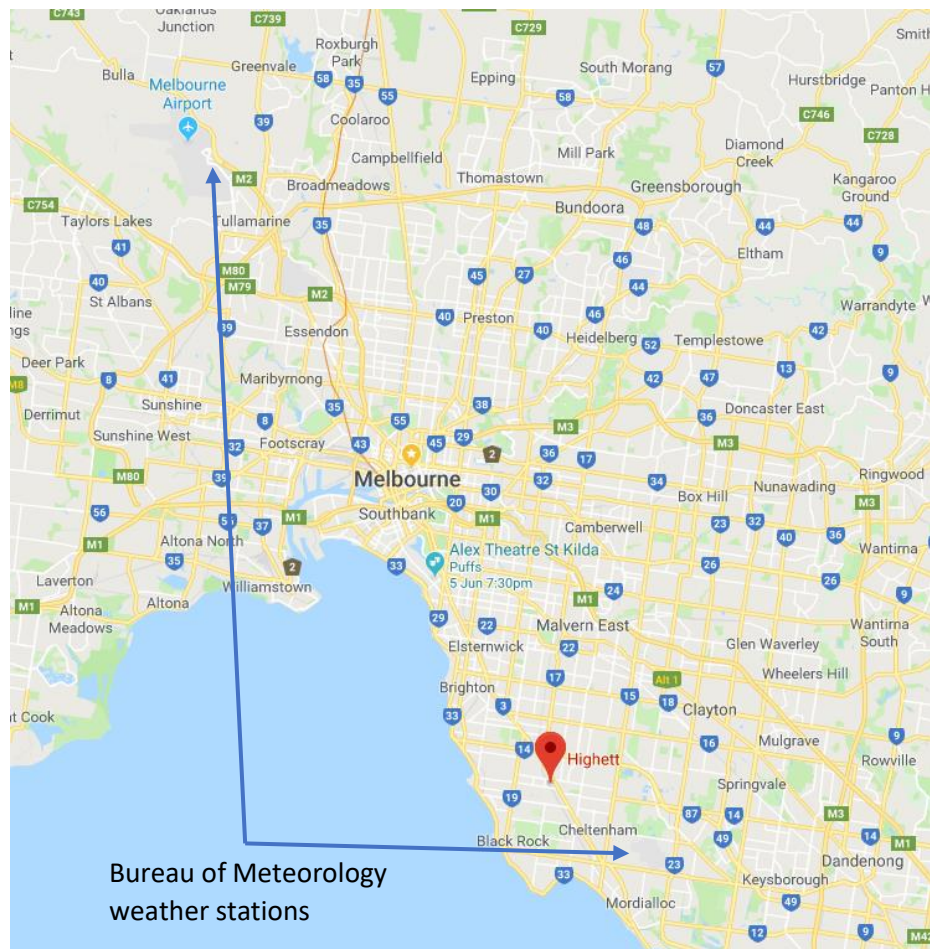 C743
Oaklands
Junction
C739
Roxburgh
Park
C729
Smith
Bulla
Greenvale
58
35
55
Epping
South Morang
57
Hurstbridge
Panton H
Melbourne
Airport
39
Coolaroo
58
C746
C728
Campbellfield
Mill Park
Diamond
Creek
M2
Broadmeadows
Thomastown
Greensborough
Kangaroo
Ground
C754
Taylors Lakes
Tullamarine
35
Bundoora
48
44
44
41
Eltham
9
M80
46
40
M79
45
27
44
St Albans
M2
Warrandyte
39
Essendon
40
Preston
40
46
Heidelberg
52
Templestowe
42
Deer Park
M8
8
41
Maribyrnong
42
47
13
9
Derrimut
Sunshine
8
35
55
38
36
Doncaster East
Sunshine West
32
Footscray
43
45
29
2
M3
36
17
M3
M80
39
Melbourne
20
30
32
34
Ringwood
M3
56
56
37
M1
Southbank
M1
Box Hill
Nunawading
M1
Altona North
35
2
33
Camberwell
23
32
40
36
Wantirna
Alex Theatre St Kilda
Puffs
5 Jun 7:30pm
26
26
Laverton
M1
Altona
Meadows
Altona
Williamstown
M1
24
9
29
22
Malvern East
Wantirna
South
Elsternwick
22
Glen Waverley
Wheelers Hill
Brighton
17
Alt 1
15
18
Clayton
33
3
t Cook
14
16
Mulgrave
9
Highett
Rowville
19
Springvale
87
14
M3
Black Rock
Cheltenham
49
14
M1
23
Dandenong
Bureau of Meteorology
weather stations
33
Keysborough
Mordialloc
49
12
9